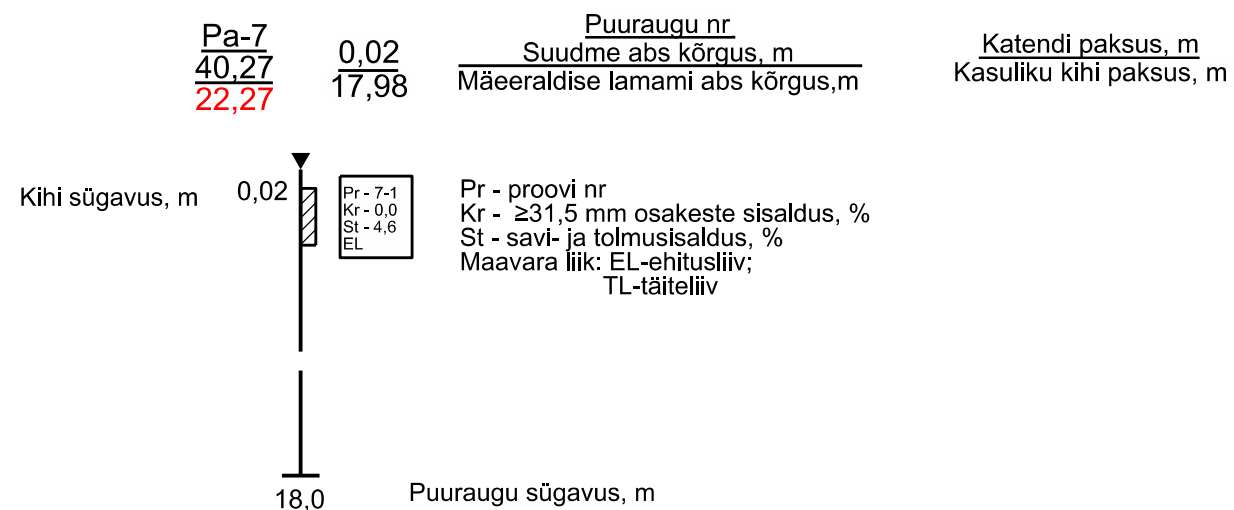 Pa-7
40,27
22,27
0,02
17,98
Puuraugu nr
Suudme abs kõrgus, m
Mäeeraldise lamami abs kõrgus,m
Katendi paksus, m
Kasuliku kihi paksus, m
Kihi sügavus, m
0,02
Pr - 7-1
Kr - 0,0
St - 4,6
EL
Pr - proovi nr
Kr - ≥31,5 mm osakeste sisaldus, %
St - savi- ja tolmusisaldus, %
Maavara liik: EL-ehitusliiv;
TL-täiteliiv
18,0
Puuraugu sügavus, m